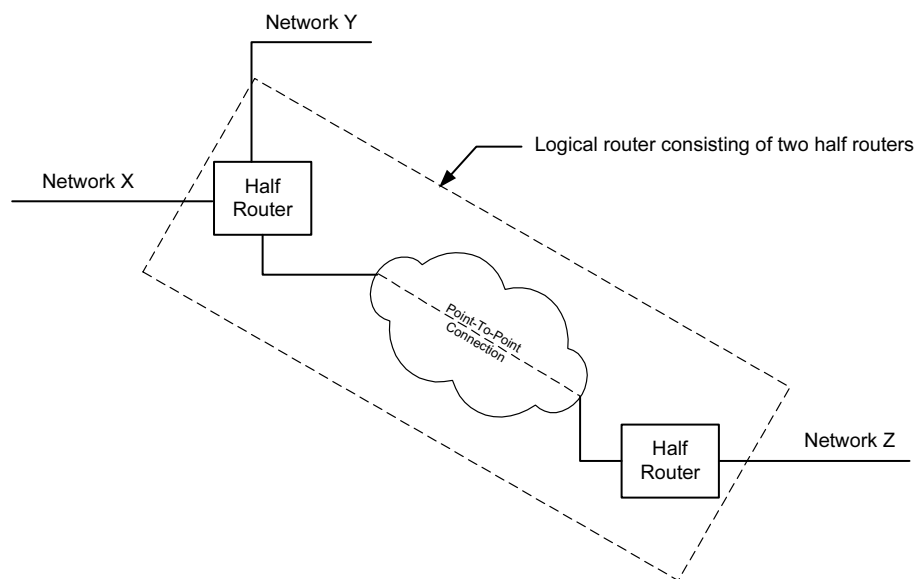 Network Y
Logical router consisting of two half routers
Network X
Half
Router
Point-To-Point
Connection
Half
Router
Network Z